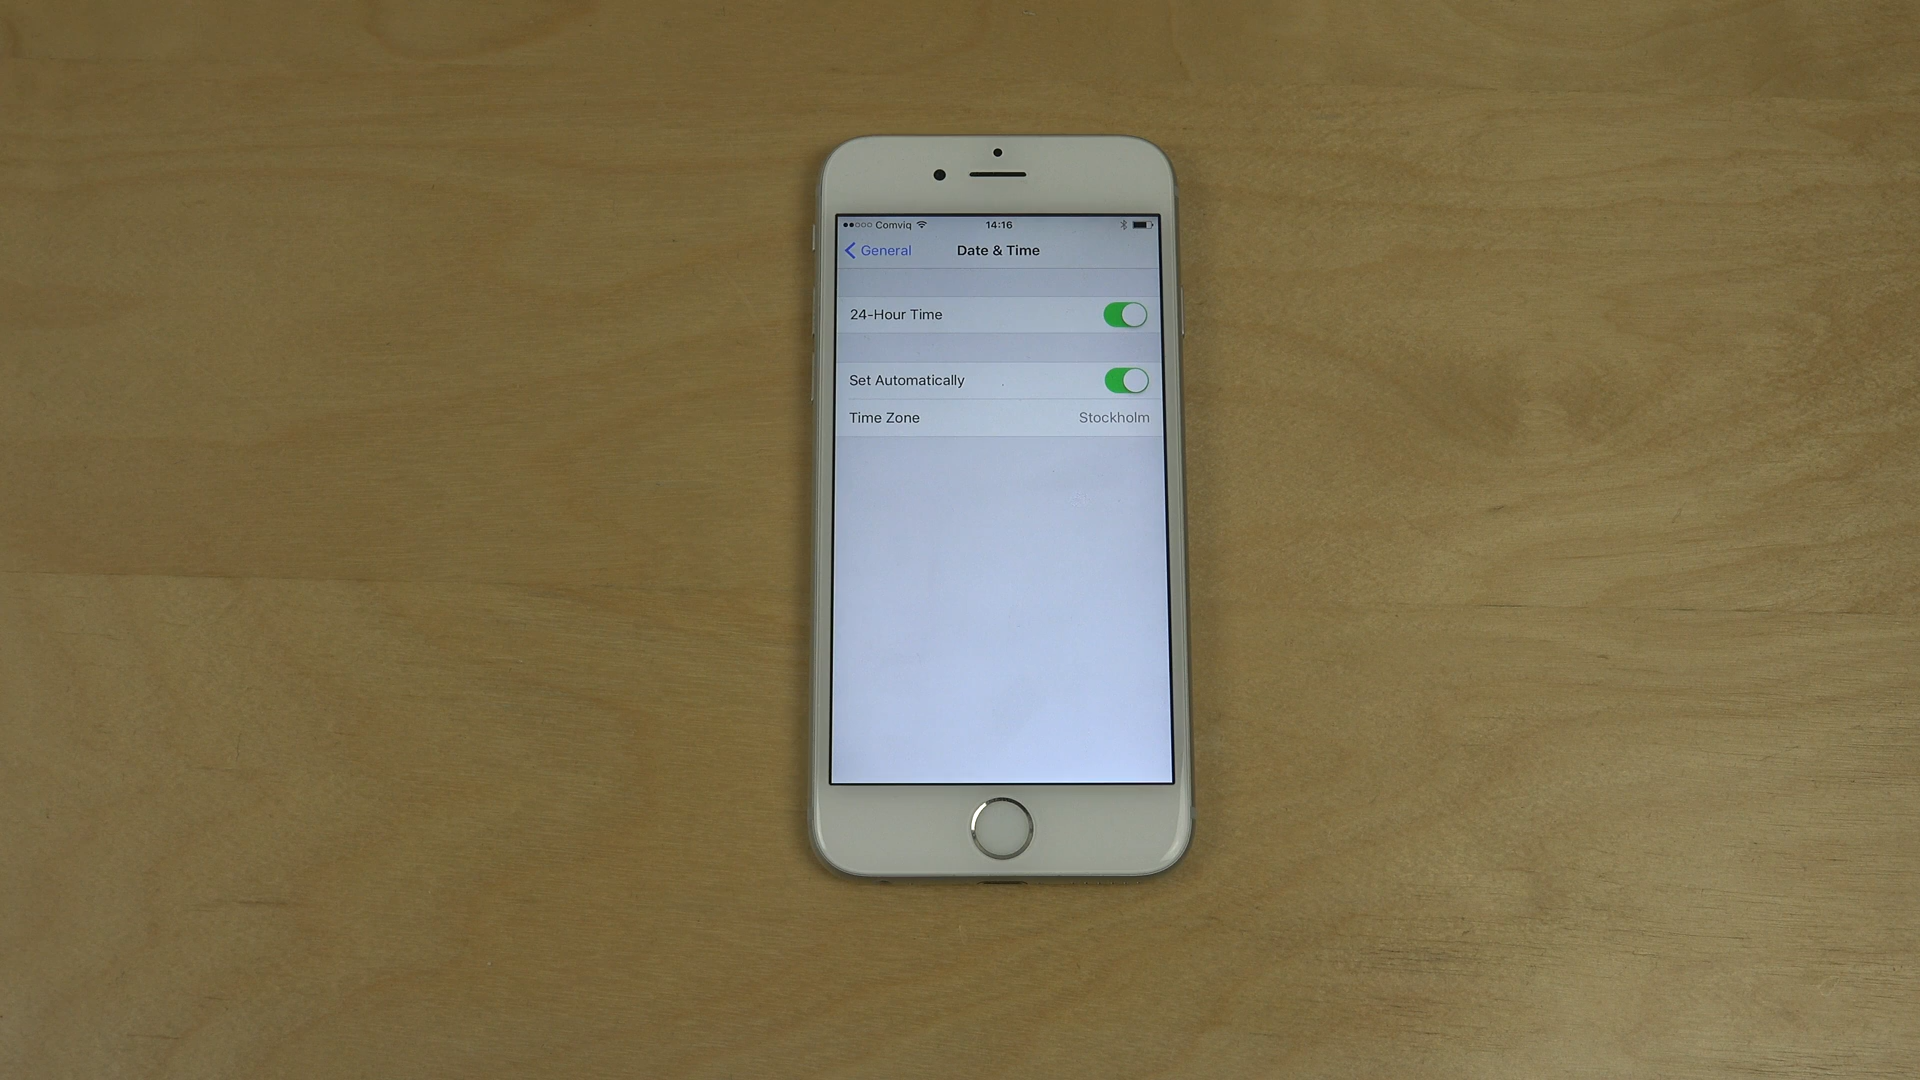 Comviq 14:16
General Date & Time
24-Hour Time
Set Automatically
Time Zone Stockholm